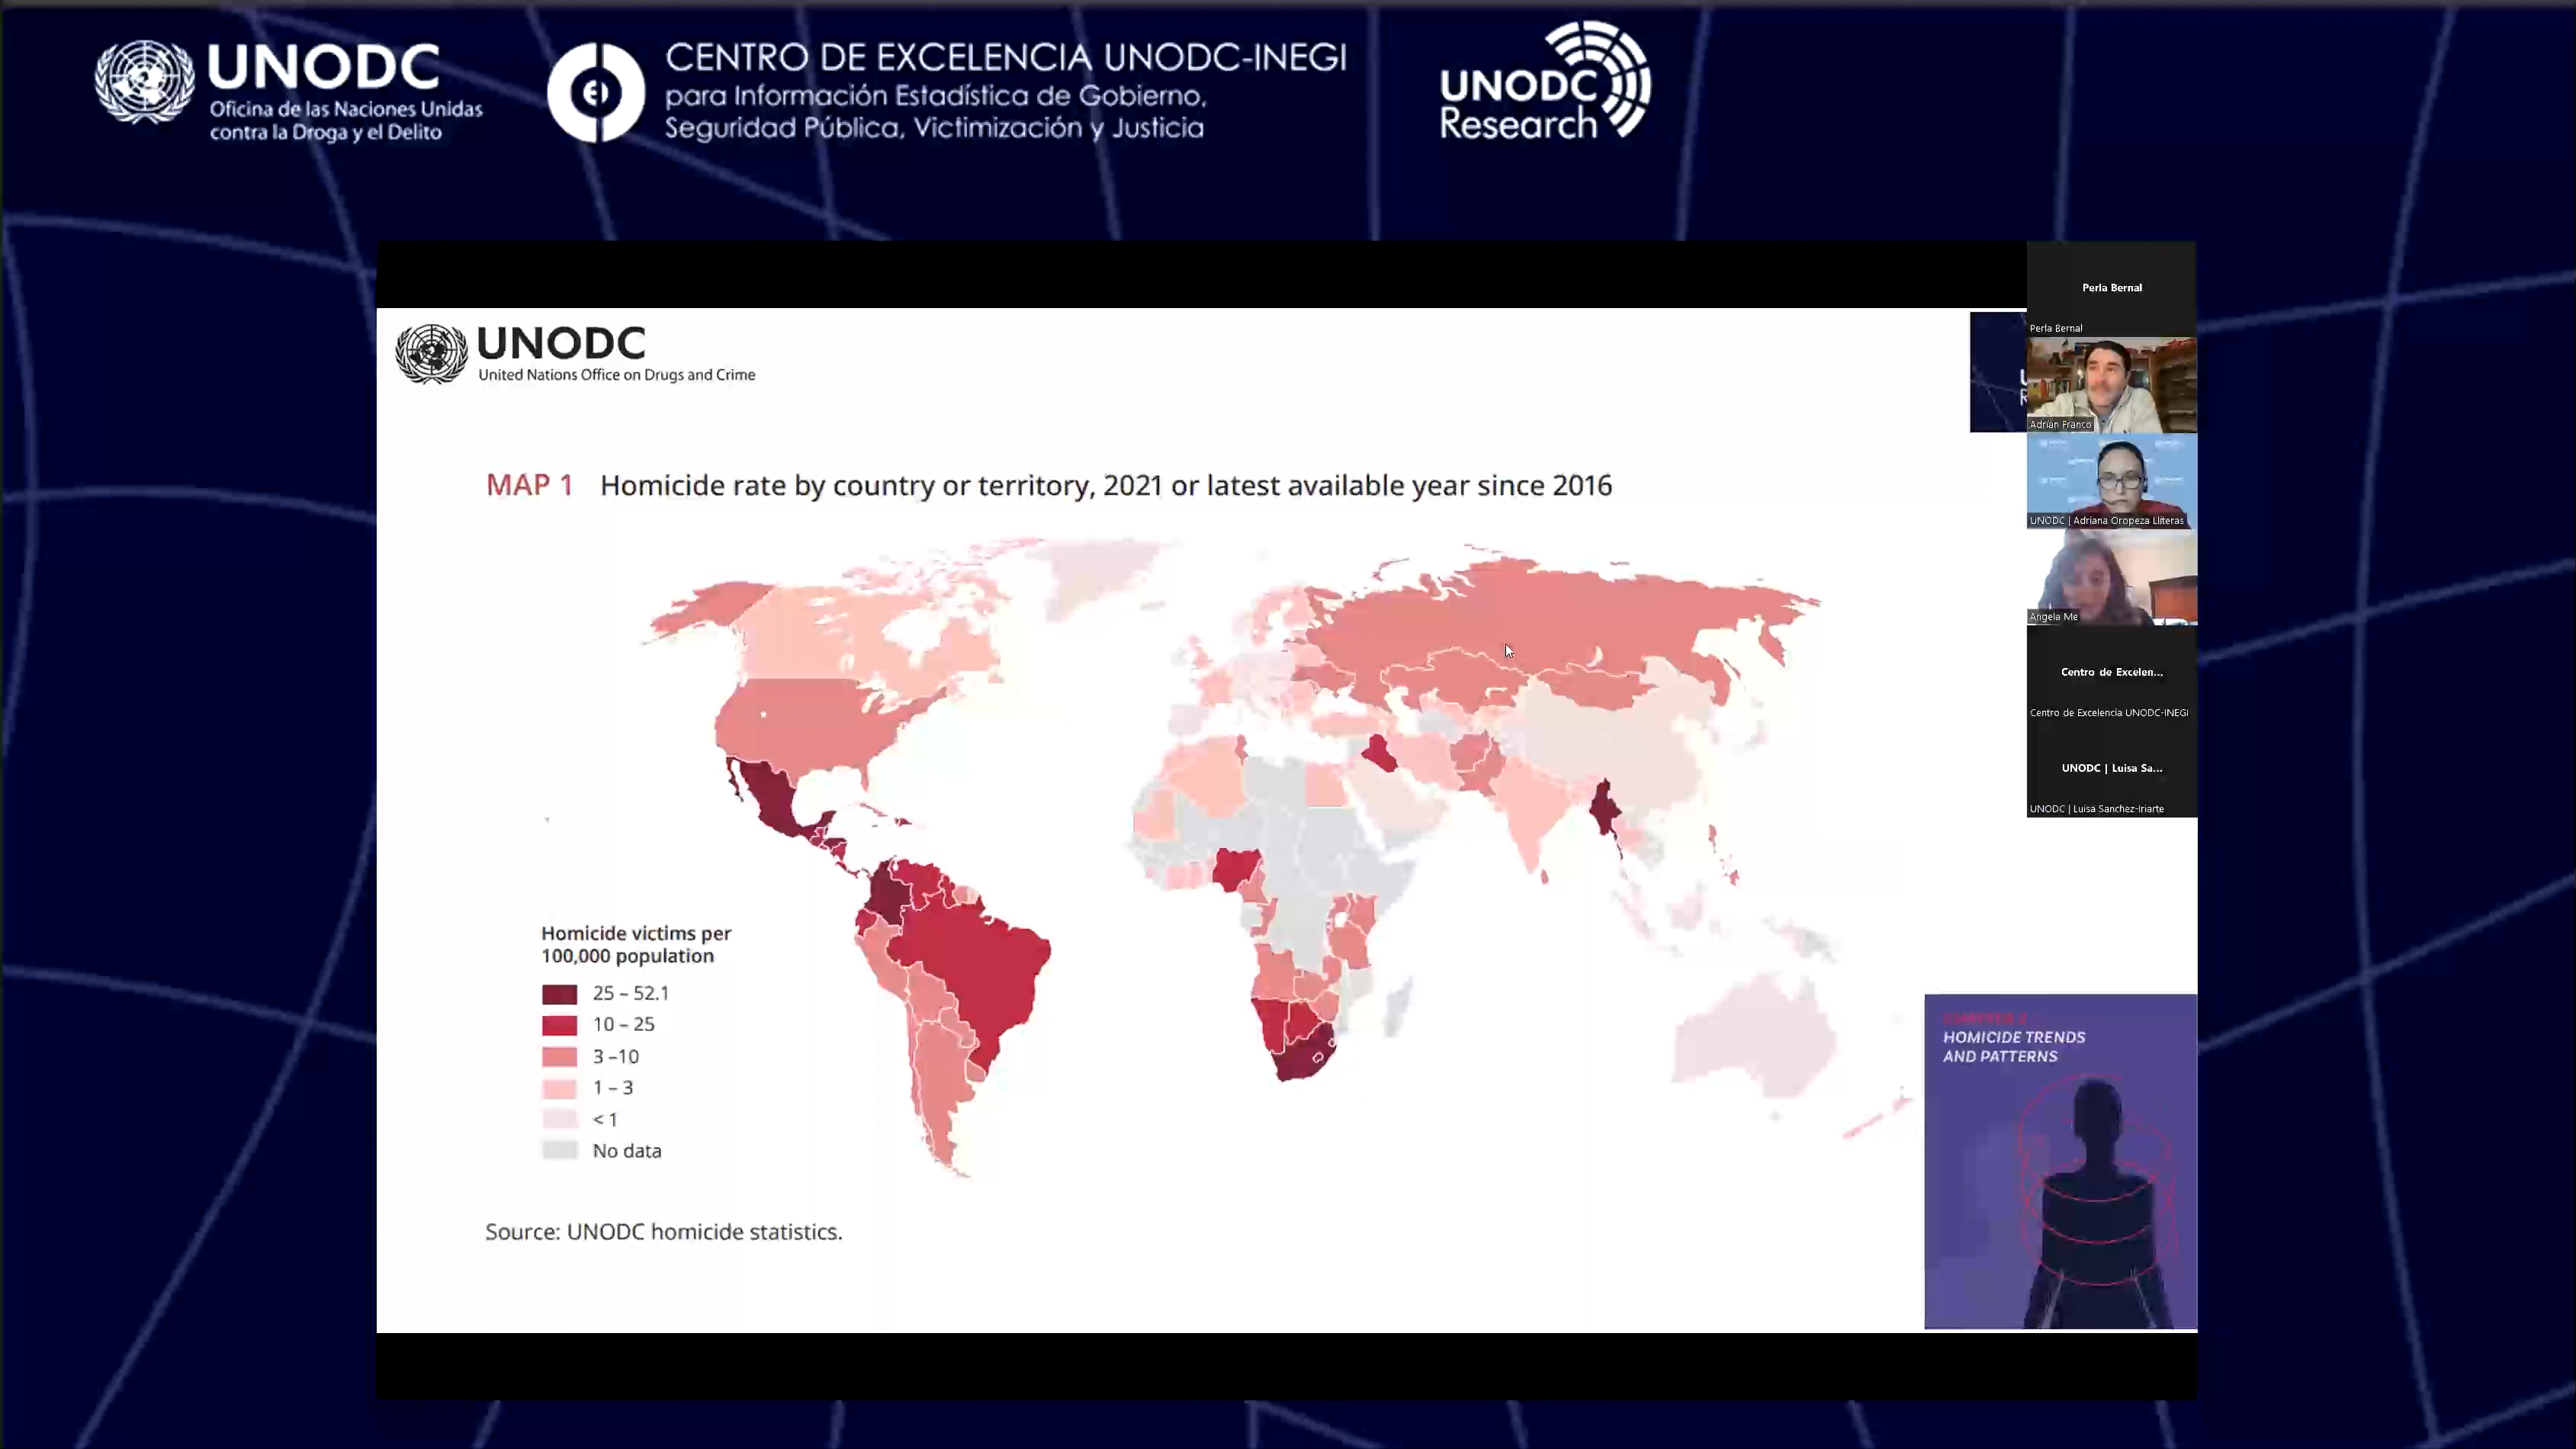 UNODC
Oficina de las Naciones Unidas
contra la Droga y el Delito
CENTRO DE EXCELENCIA UNODC-INEGI
para Información Estadística de Gobierno,
Seguridad Pública, Victimización y Justicia
UNODC
Research
UNODC
United Nations Office on Drugs and Crime
MAP 1 Homicide rate by country or territory, 2021 or latest available year since 2016
Homicide victims per
100,000 population
25 – 52.1
10 – 25
3 –10
1 – 3
< 1
No data
Source: UNODC homicide statistics.
Perla Bernal
Perla Bernal
Adrián Franco
UNODC | Adriana Oropeza Lliteras
Angela Me
Centro de Excelen...
Centro de Excelencia UNODC-INEGI
UNODC | Luisa Sa...
UNODC | Luisa Sanchez-Iriarte
HOMICIDE TRENDS
AND PATTERNS